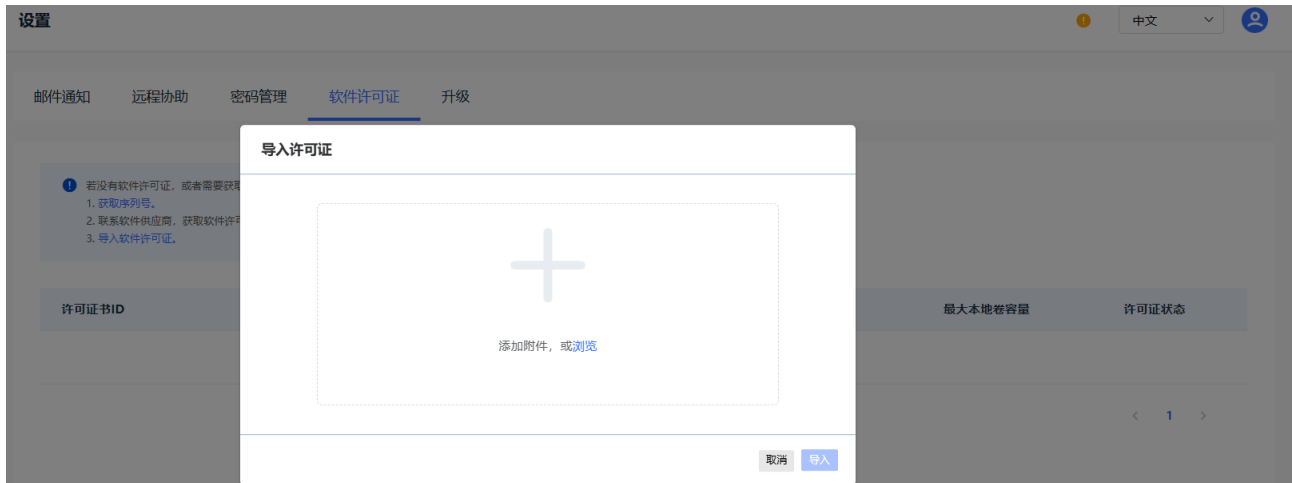 设置
中文
邮件通知 远程协助 密码管理 软件许可证 升级
导入许可证
若没有软件许可证，或者需要获取
1. 获取序列号。
2. 联系软件供应商，获取软件许可
3. 导入软件许可证。
许可证书ID 最大本地卷容量 许可证状态
添加附件，或浏览
< 1 >
取消 导入